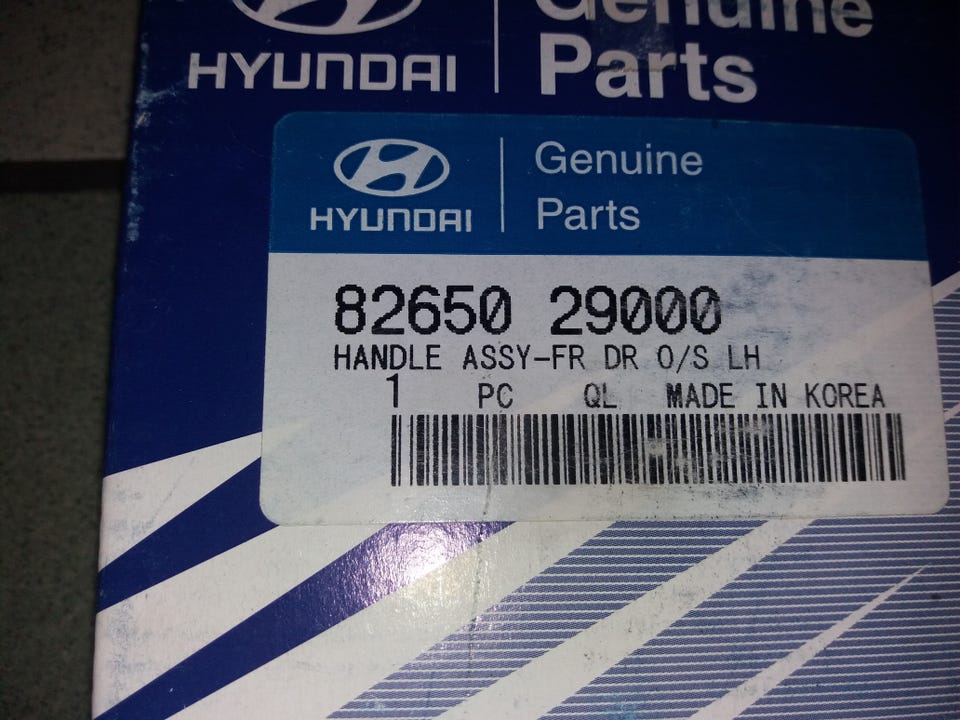 HYUNDAI
Genuine
Parts
HYUNDAI
Genuine
Parts
82650 29000
HANDLE ASSY-FR DR O/S LH
1 PC QL MADE IN KOREA